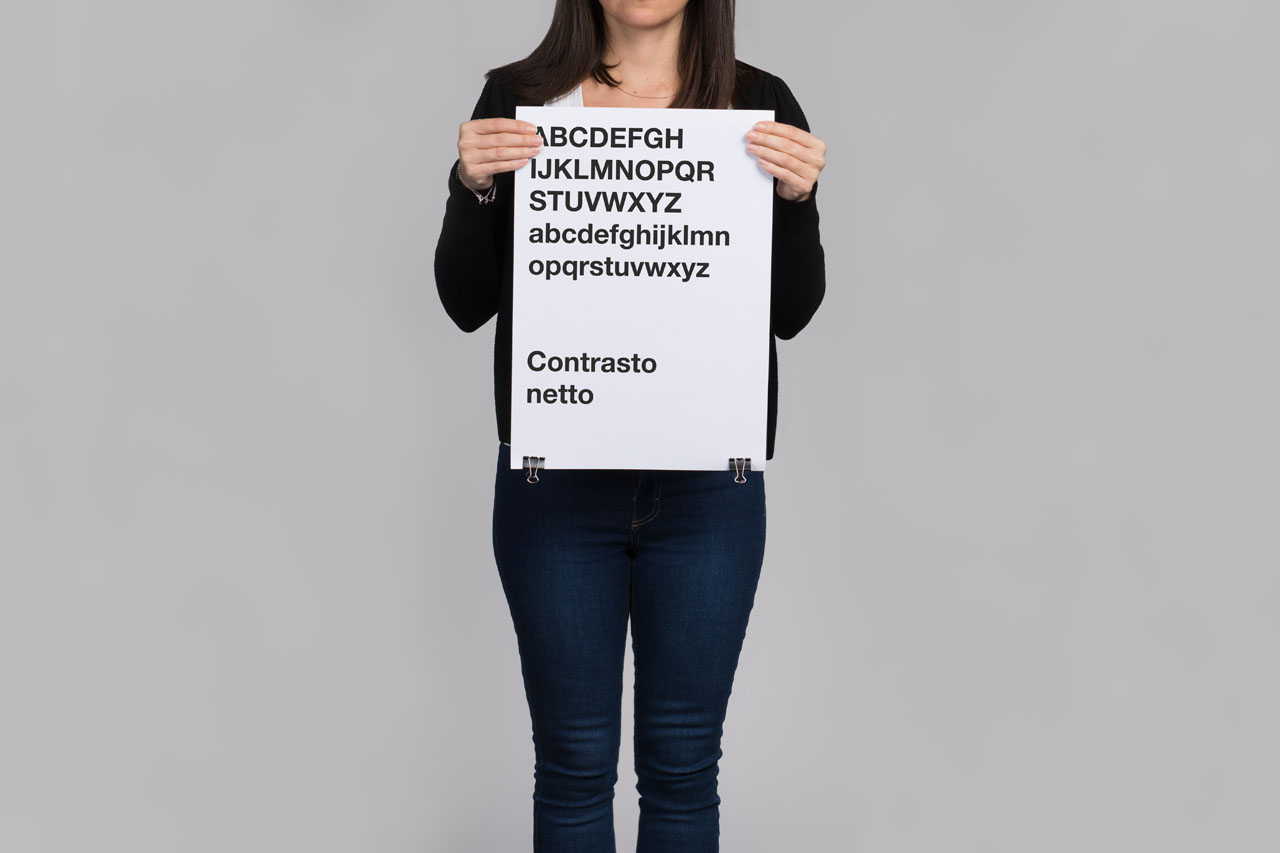 ABCDEFGH
IJKLMNOPQR
STUVWXYZ
abcdefghijklmn
opqrstuvwxyz
Contrasto
netto